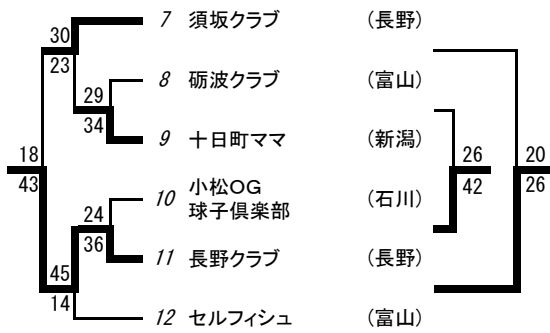 30
7 須坂クラブ (長野)
23
29
8 砺波クラブ (富山)
34
9 十日町ママ (新潟)
18
43
26
42
20
26
10 小松OG
球子倶楽部 (石川)
24
36
11 長野クラブ (長野)
45
14
12 セルフィシュ (富山)